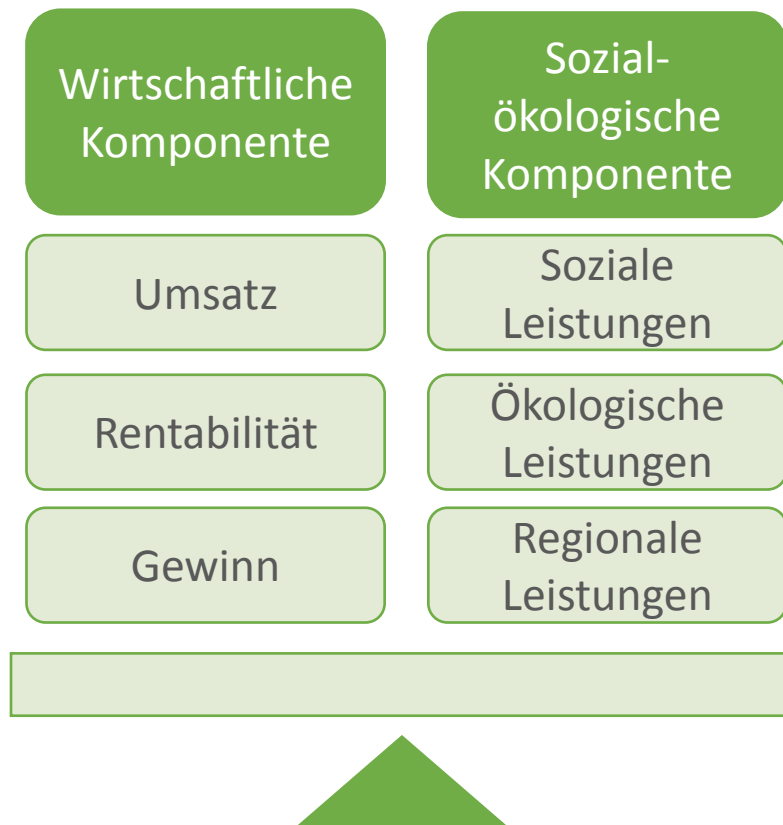 Wirtschaftliche
Komponente
Umsatz
Rentabilität
Gewinn
Sozial-
ökologische
Komponente
Soziale
Leistungen
Ökologische
Leistungen
Regionale
Leistungen